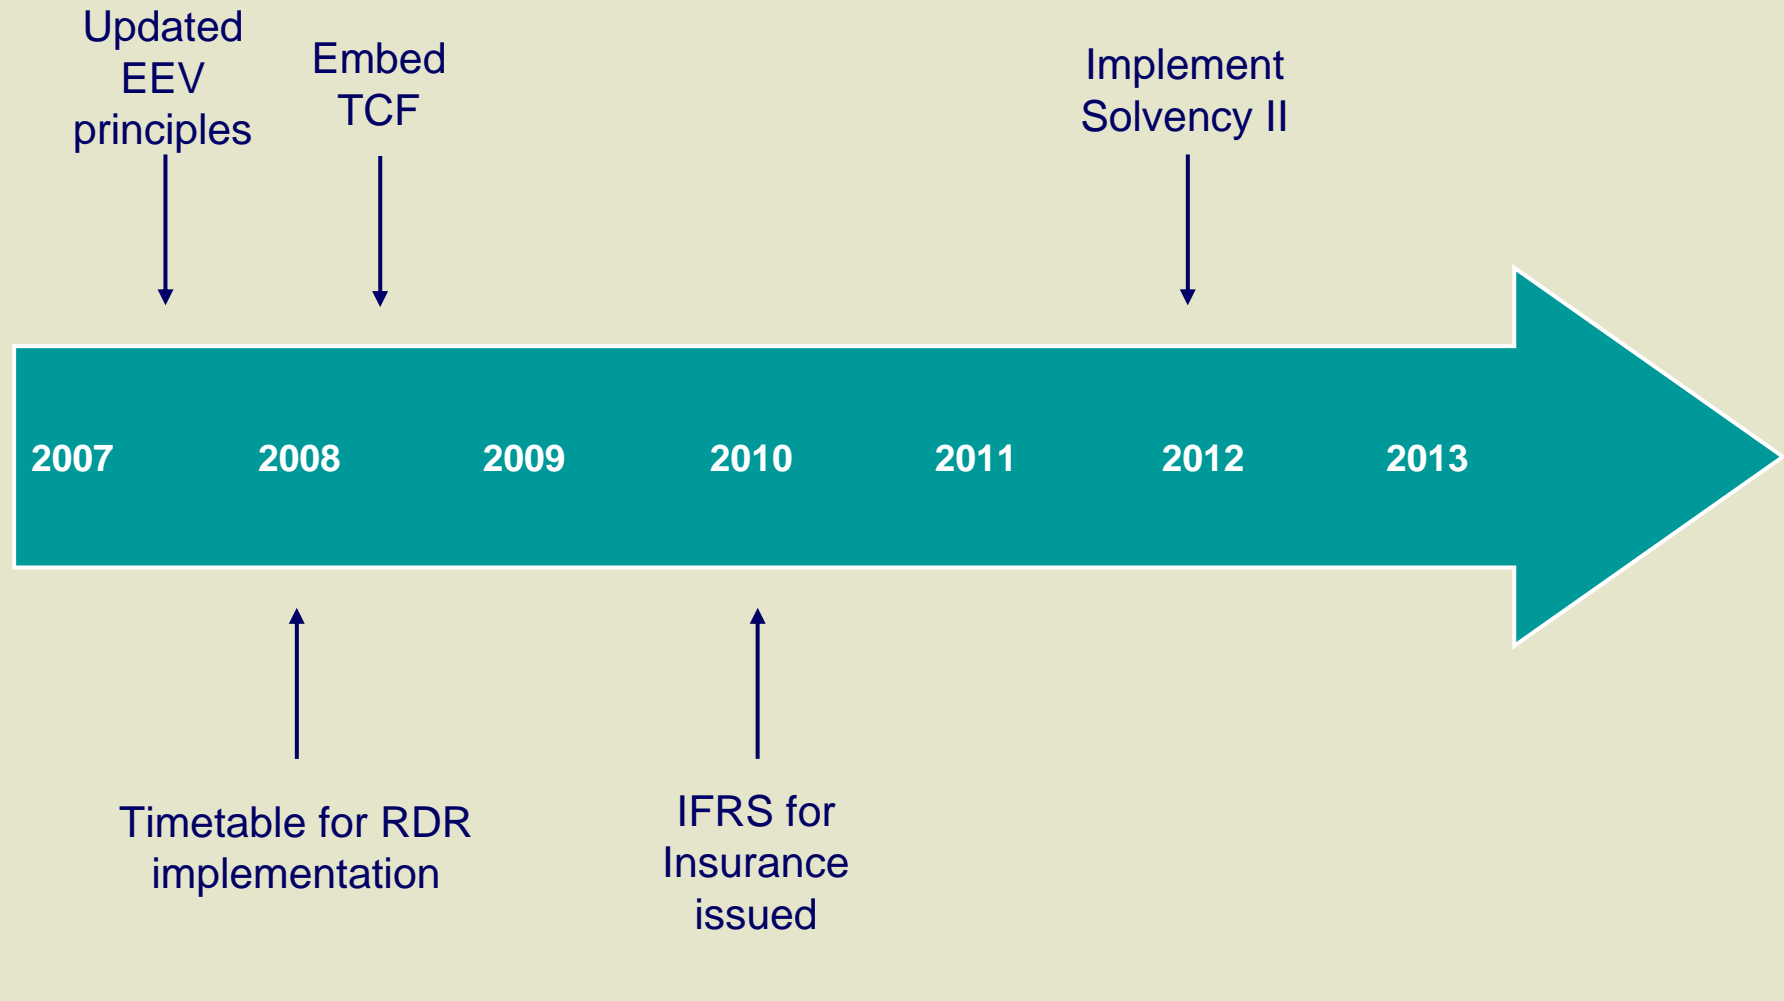 Updated
EEV
principles
Embed
TCF
Implement
Solvency II
2007 2008 2009 2010 2011 2012 2013
Timetable for RDR
implementation
IFRS for
Insurance
issued